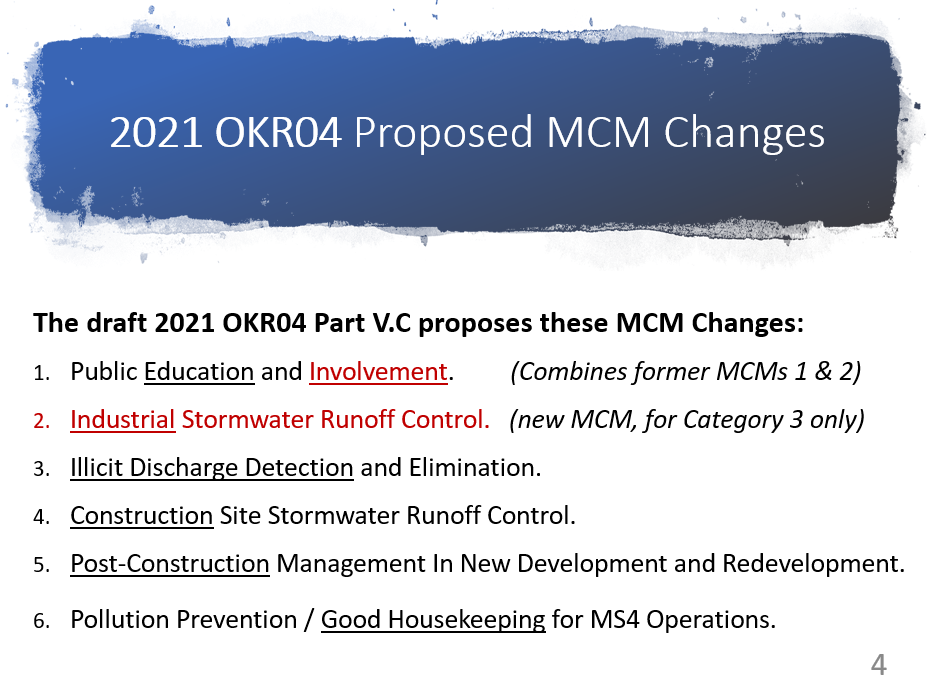 2021 OKR04 Proposed MCM Changes
The draft 2021 OKR04 Part V.C proposes these MCM Changes:
1. Public Education and Involvement. (Combines former MCMs 1 & 2)
2. Industrial Stormwater Runoff Control. (new MCM, for Category 3 only)
3. Illicit Discharge Detection and Elimination.
4. Construction Site Stormwater Runoff Control.
5. Post-Construction Management In New Development and Redevelopment.
6. Pollution Prevention / Good Housekeeping for MS4 Operations.
4